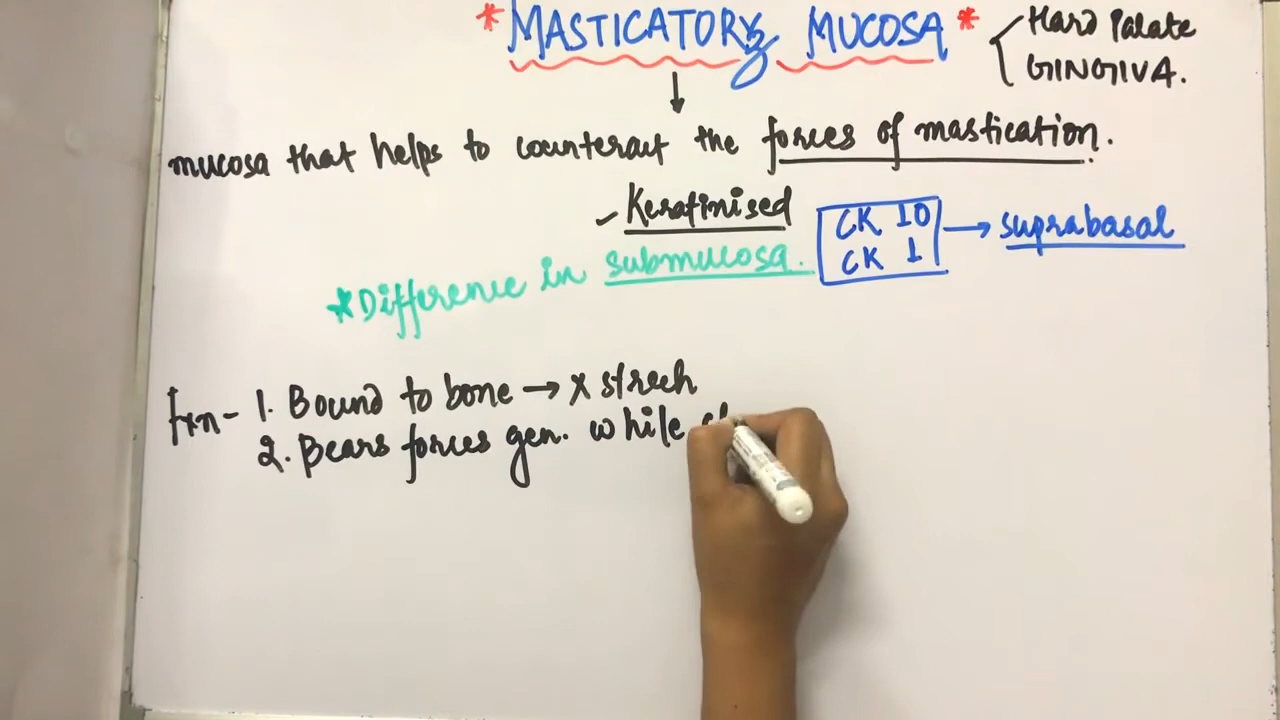 * MASTICATORY MUCOSA *
Hard Palate
GINGIVA.
mucosa that helps to counteract the forces of mastication.
Keratinised
CK 10
CK 1
suprabasal
*Difference in submucosa.
fxn- 1. Bound to bone → x strech
2. Bears forces gen. while